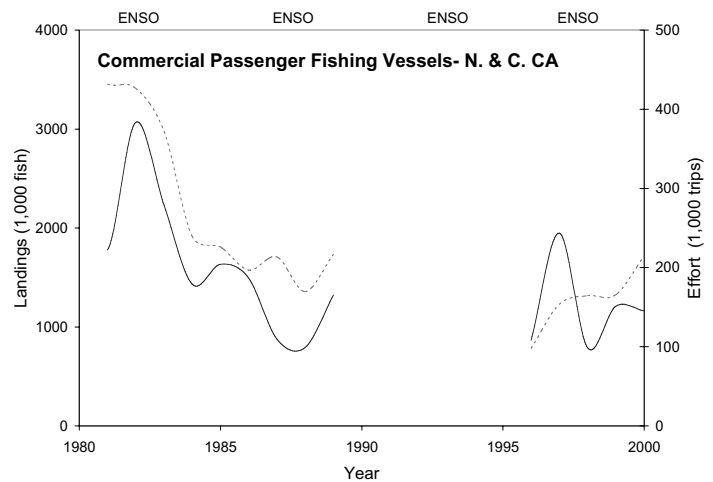 ENSO ENSO ENSO ENSO
4000 500
Commercial Passenger Fishing Vessels- N. & C. CA
400
3000
300
2000
200
1000
100
0 0
1980 1985 1990 1995 2000
Year
Landings (1,000 fish)
Effort (1,000 trips)